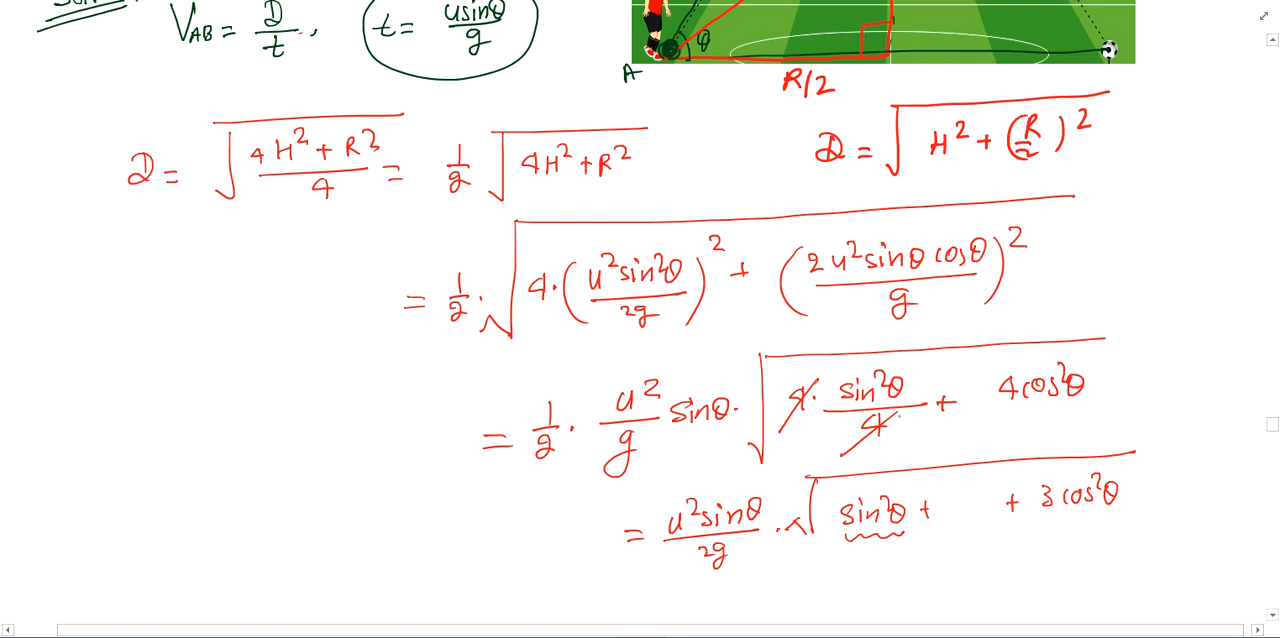 V_AB = D/t , t = usinθ/g
θ
A
R/2
D = √(H² + (R/2)²)
D = √((4H² + R²)/4) = 1/2 √(4H² + R²)
= 1/2 · √(4·(u²sin²θ/2g)² + (2u²sinθ cosθ/g)²)
= 1/2 · u²/g sinθ · √(4· sin²θ/4 + 4cos²θ)
= u²sinθ/2g · √(sin²θ + + 3cos²θ)